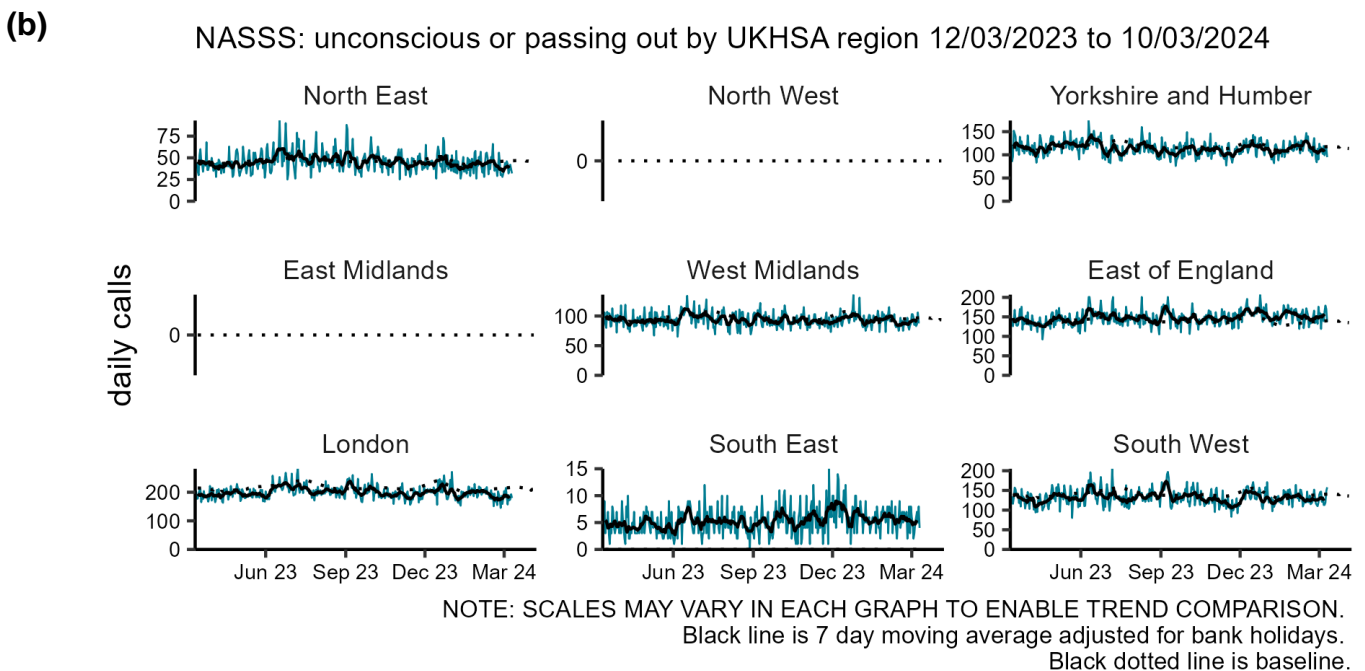 (b)
NASSS: unconscious or passing out by UKHSA region 12/03/2023 to 10/03/2024
North East
North West
Yorkshire and Humber
75
50
25
0
0
150
100
50
0
East Midlands
West Midlands
East of England
0
100
50
0
200
150
100
50
0
daily calls
London
South East
South West
200
100
0
15
10
5
0
200
150
100
50
0
Jun 23 Sep 23 Dec 23 Mar 24
Jun 23 Sep 23 Dec 23 Mar 24
Jun 23 Sep 23 Dec 23 Mar 24
NOTE: SCALES MAY VARY IN EACH GRAPH TO ENABLE TREND COMPARISON.
Black line is 7 day moving average adjusted for bank holidays.
Black dotted line is baseline.